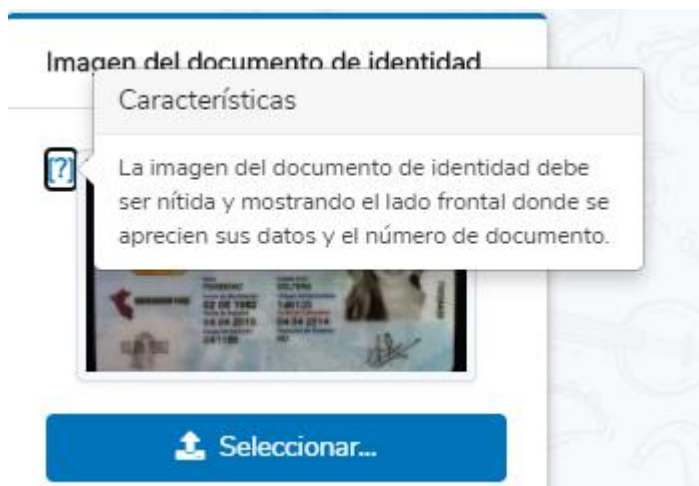 Imagen del documento de identidad
Características
[?]
La imagen del documento de identidad debe
ser nítida y mostrando el lado frontal donde se
aprecien sus datos y el número de documento.
Seleccionar...